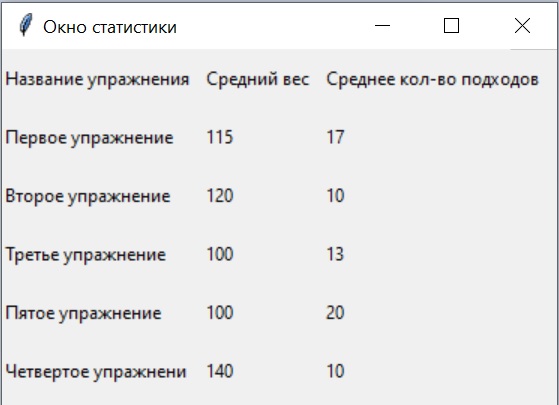 Окно статистики
Название упражнения Средний вес Среднее кол-во подходов
Первое упражнение 115 17
Второе упражнение 120 10
Третье упражнение 100 13
Пятое упражнение 100 20
Четвертое упражнени 140 10